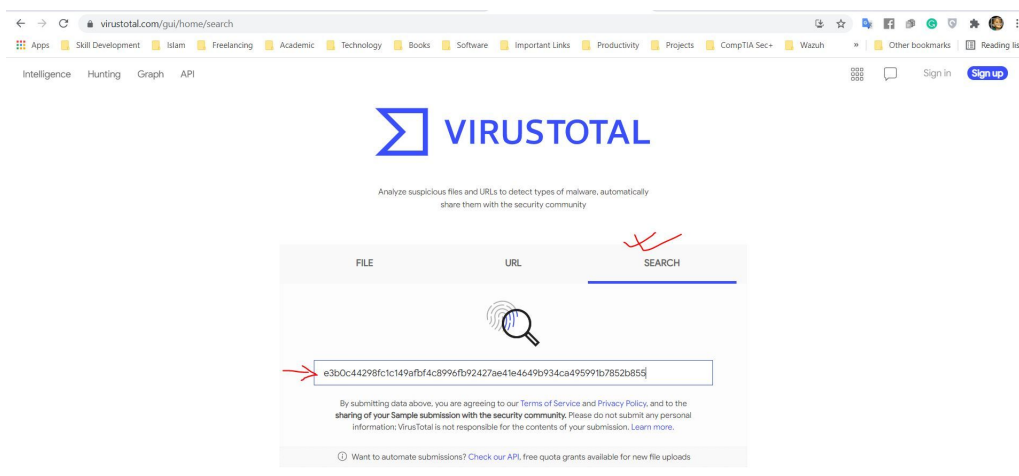 virustotal.com/gui/home/search
Apps Skill Development Islam Freelancing Academic Technology Books Software Important Links Productivity Projects CompTIA Sec+ Wazuh » Other bookmarks Reading lis
Intelligence Hunting Graph API Sign in Sign up
VIRUSTOTAL
Analyze suspicious files and URLs to detect types of malware, automatically
share them with the security community
FILE URL SEARCH
e3b0c44298fc1c149afbf4c8996fb92427ae41e4649b934ca495991b7852b855
By submitting data above, you are agreeing to our Terms of Service and Privacy Policy, and to the
sharing of your Sample submission with the security community. Please do not submit any personal
information; VirusTotal is not responsible for the contents of your submission. Learn more.
Want to automate submissions? Check our API, free quota grants available for new file uploads